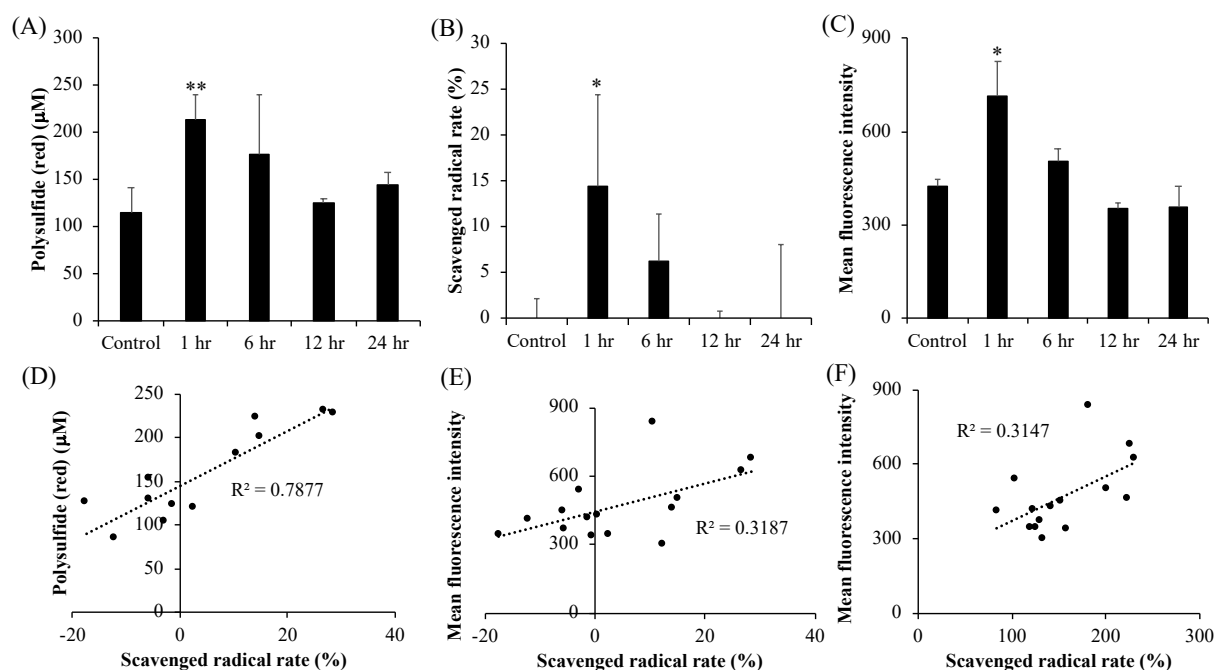 (A)
Polysulfide (red) (µM)
300
250
200
150
100
50
0
**
Control 1 hr 6 hr 12 hr 24 hr
(B)
Scavenged radical rate (%)
30
25
20
15
10
5
0
*
Control 1 hr 6 hr 12 hr 24 hr
(C)
Mean fluorescence intensity
900
600
300
0
*
Control 1 hr 6 hr 12 hr 24 hr
(D)
Polysulfide (red) (µM)
250
200
150
100
50
0
R² = 0.7877
-20 0 20 40
Scavenged radical rate (%)
(E)
Mean fluorescence intensity
900
600
300
0
R² = 0.3187
-20 0 20 40
Scavenged radical rate (%)
(F)
Mean fluorescence intensity
900
600
300
0
R² = 0.3147
0 100 200 300
Scavenged radical rate (%)